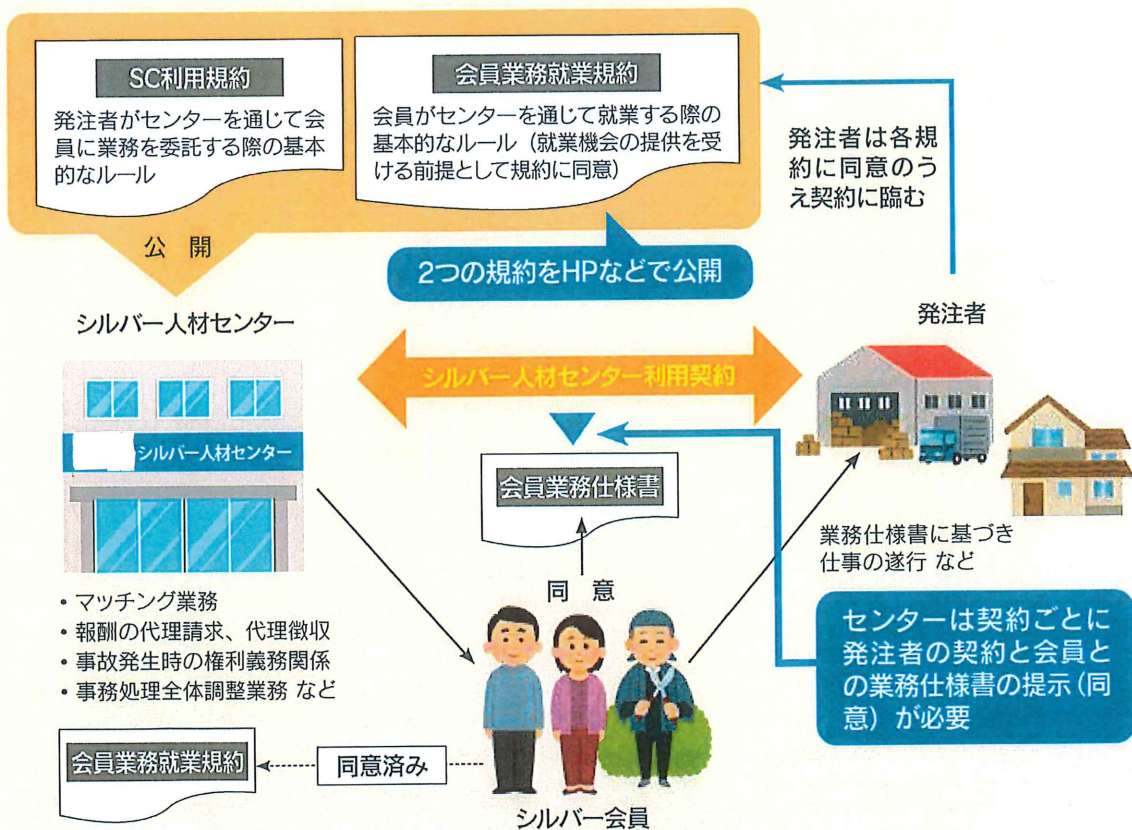 SC利用規約
発注者がセンターを通じて会
員に業務を委託する際の基本
的なルール
会員業務就業規約
会員がセンターを通じて就業する際の
基本的なルール（就業機会の提供を受
ける前提として規約に同意）
発注者は各規
約に同意のう
え契約に臨む
公　開
2つの規約をHPなどで公開
シルバー人材センター
発注者
シルバー人材センター利用契約
シルバー人材センター
会員業務仕様書
業務仕様書に基づき
仕事の遂行 など
同　意
・マッチング業務
・報酬の代理請求、代理徴収
・事故発生時の権利義務関係
・事務処理全体調整業務 など
センターは契約ごとに
発注者の契約と会員と
の業務仕様書の提示（同
意）が必要
会員業務就業規約
同意済み
シルバー会員